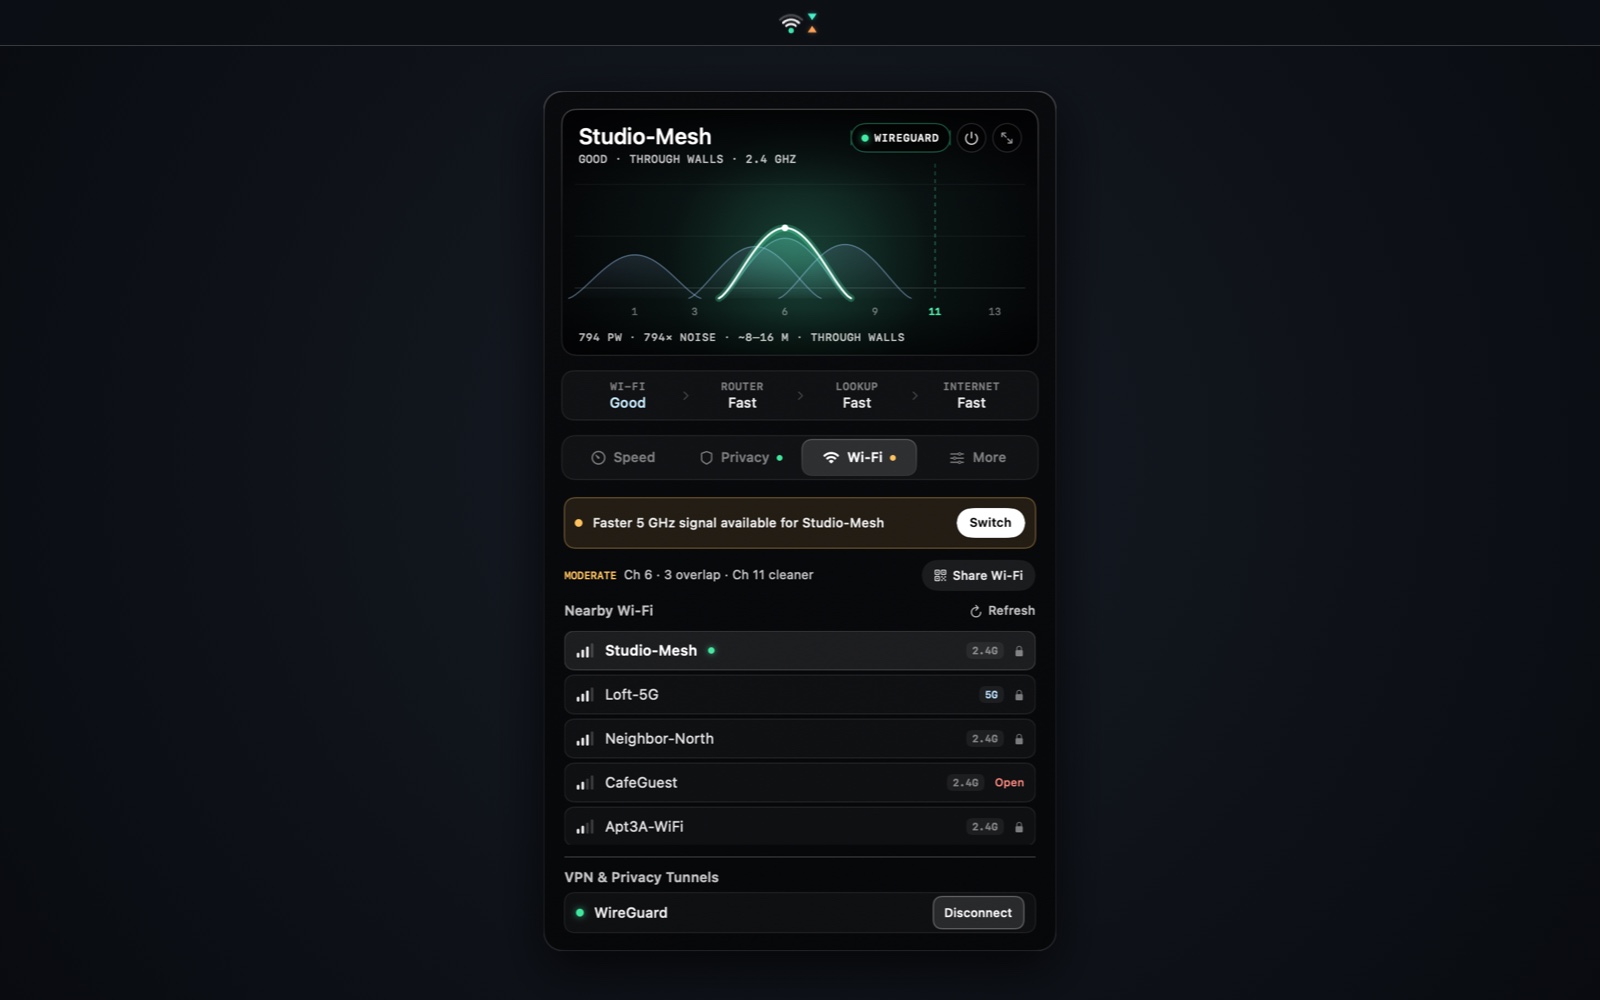 Studio-Mesh
WIREGUARD
GOOD · THROUGH WALLS · 2.4 GHZ
1 3 6 9 11 13
794 PW · 794× NOISE · ~8–16 M · THROUGH WALLS
WI-FI ROUTER LOOKUP INTERNET
Good Fast Fast Fast
Speed Privacy Wi-Fi More
Faster 5 GHz signal available for Studio-Mesh Switch
MODERATE Ch 6 · 3 overlap · Ch 11 cleaner Share Wi-Fi
Nearby Wi-Fi Refresh
Studio-Mesh 2.4G
Loft-5G 5G
Neighbor-North 2.4G
CafeGuest 2.4G Open
Apt3A-WiFi 2.4G
VPN & Privacy Tunnels
WireGuard Disconnect